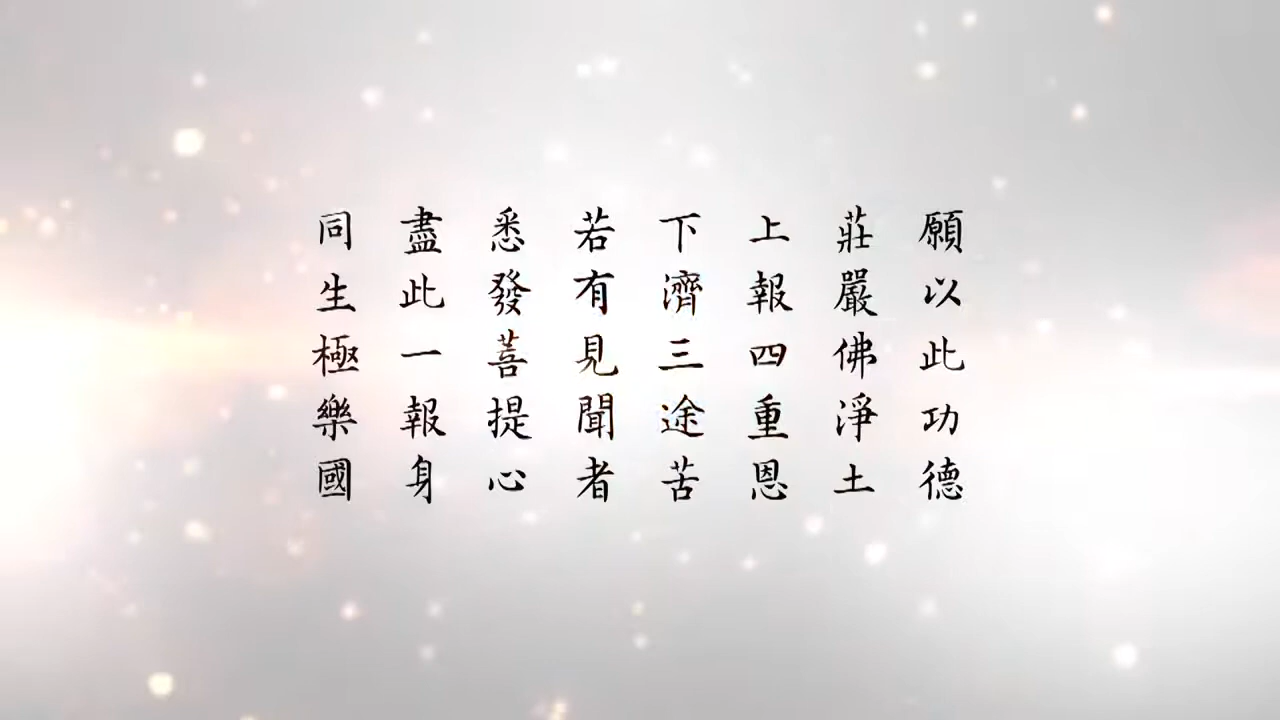 願以此功德
莊嚴佛淨土
上報四重恩
下濟三途苦
若有見聞者
悉發菩提心
盡此一報身
同生極樂國